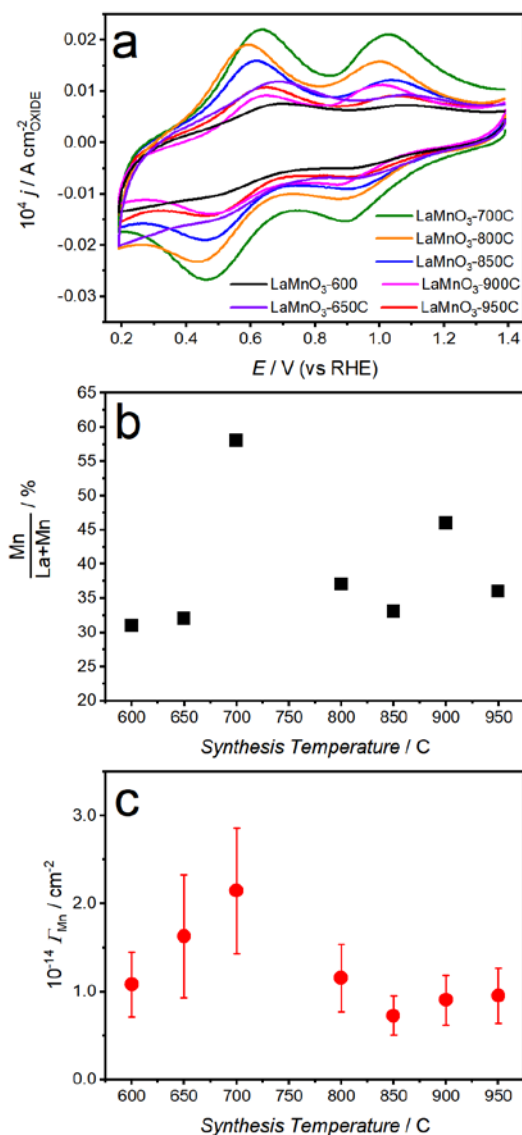 a
0.02
0.01
0.00
-0.01
-0.02
-0.03
10⁴ j / A cm⁻²OXIDE
LaMnO₃-700C
LaMnO₃-800C
LaMnO₃-850C
LaMnO₃-600 LaMnO₃-900C
LaMnO₃-650C LaMnO₃-950C
0.2 0.4 0.6 0.8 1.0 1.2 1.4
E / V (vs RHE)
b
65
60
55
50
45
40
35
30
25
20
Mn
La+Mn / %
600 650 700 750 800 850 900 950
Synthesis Temperature / C
c
3.0
2.0
1.0
0.0
10⁻¹⁴ Γ_Mn / cm⁻²
600 650 700 750 800 850 900 950
Synthesis Temperature / C